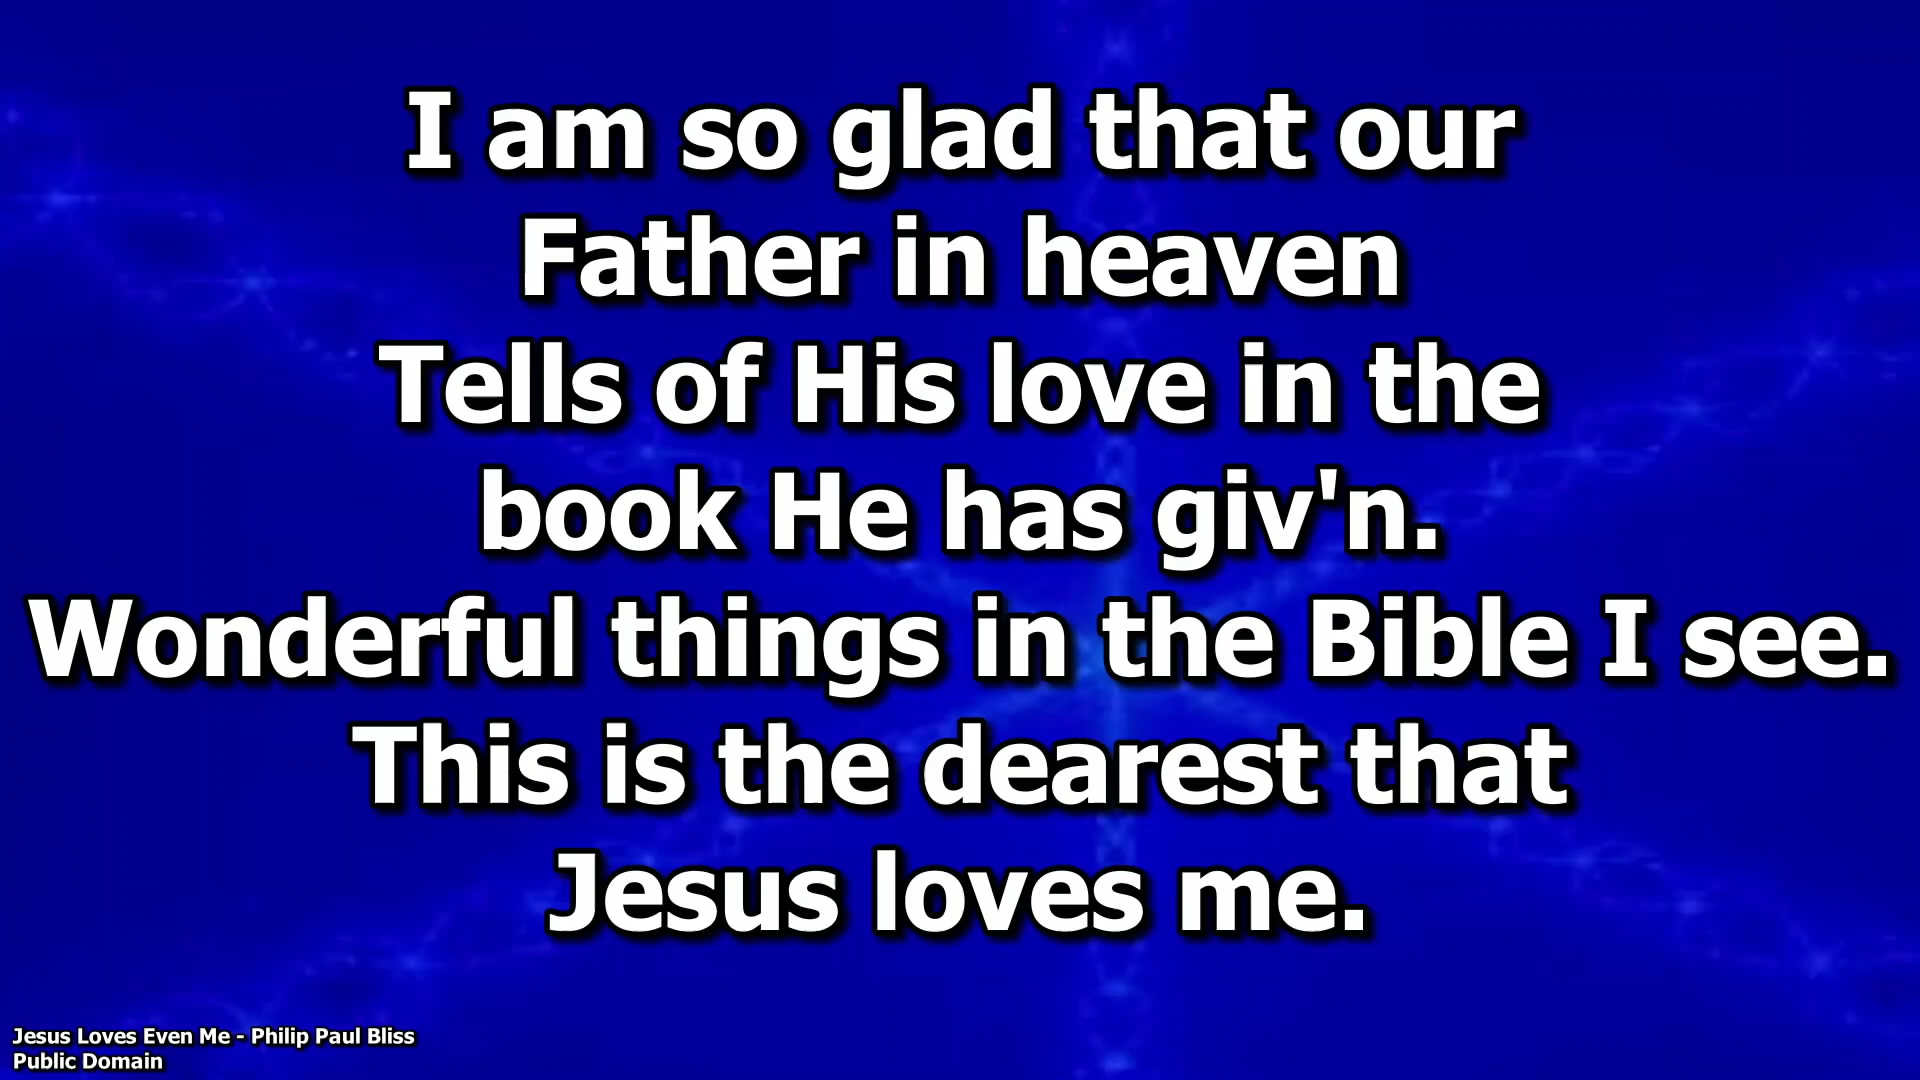 I am so glad that our
Father in heaven
Tells of His love in the
book He has giv'n.
Wonderful things in the Bible I see.
This is the dearest that
Jesus loves me.
Jesus Loves Even Me - Philip Paul Bliss
Public Domain